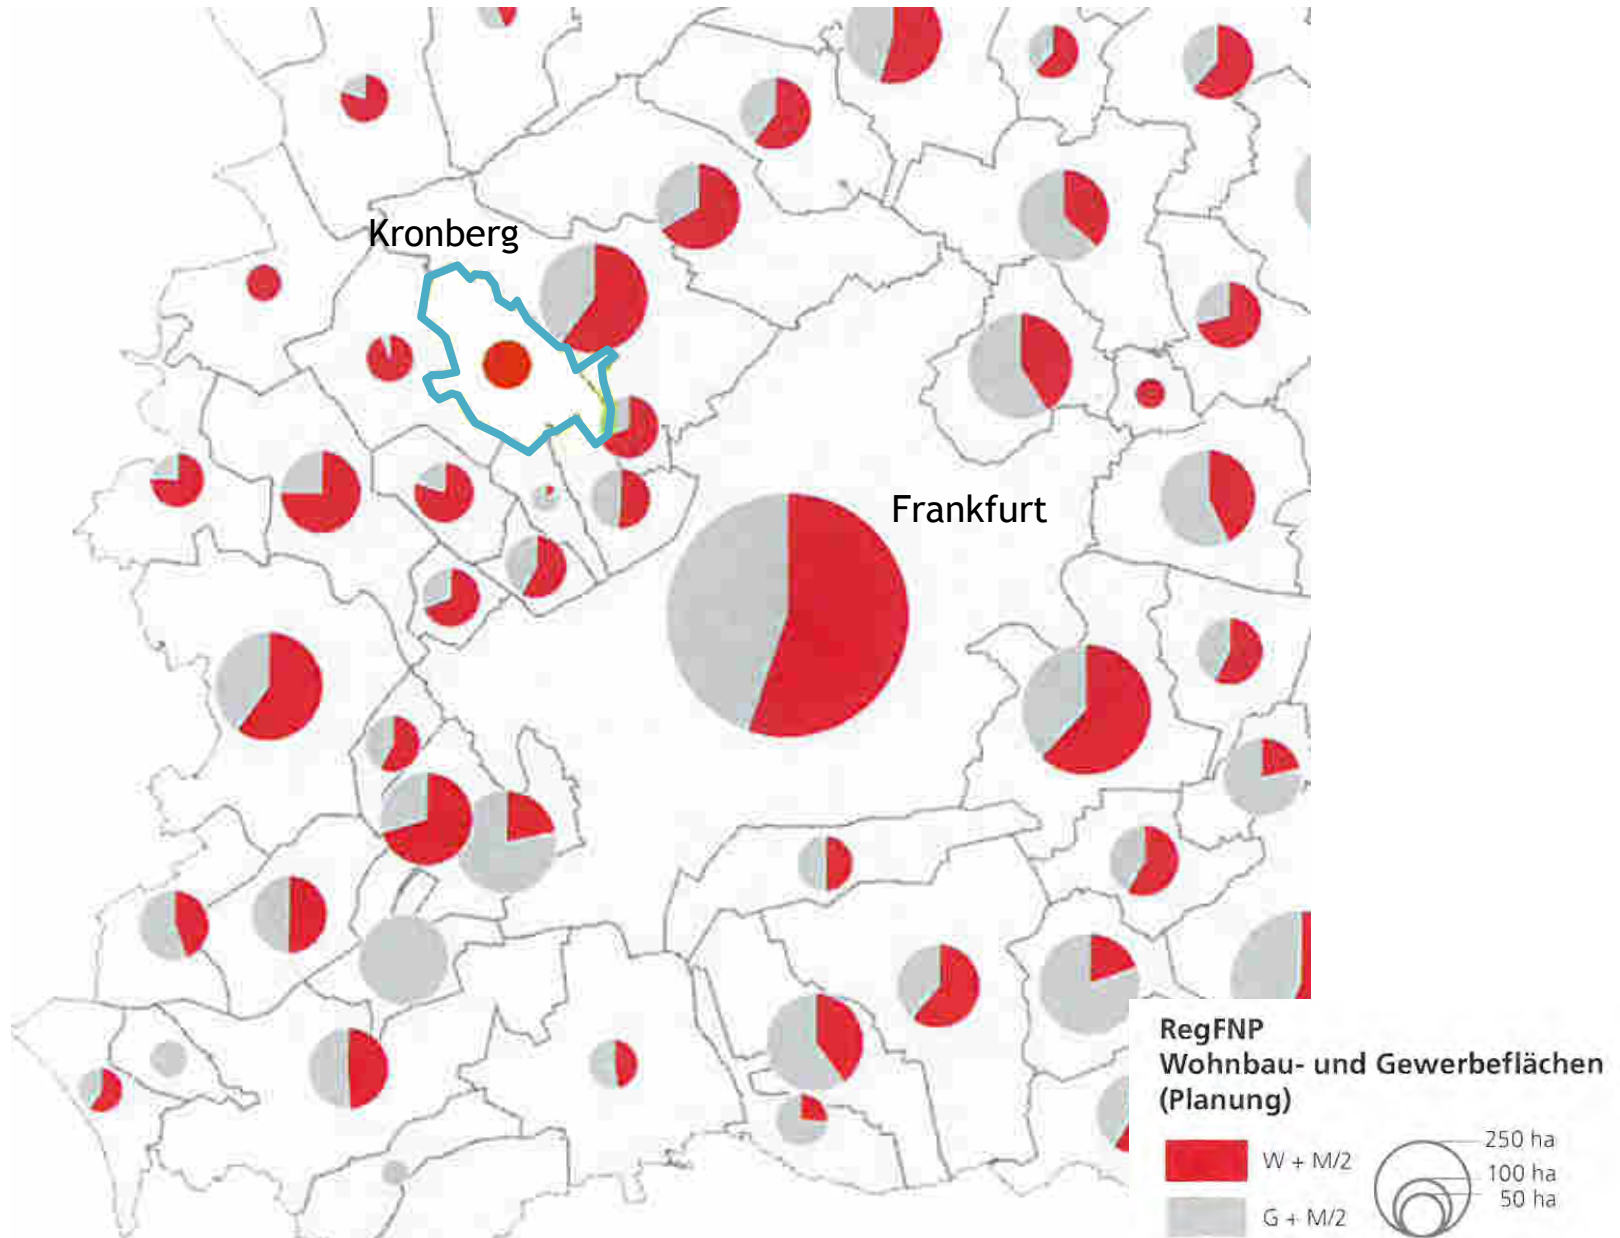 Kronberg
Frankfurt
RegFNP
Wohnbau- und Gewerbeflächen
(Planung)
W + M/2
G + M/2
250 ha
100 ha
50 ha